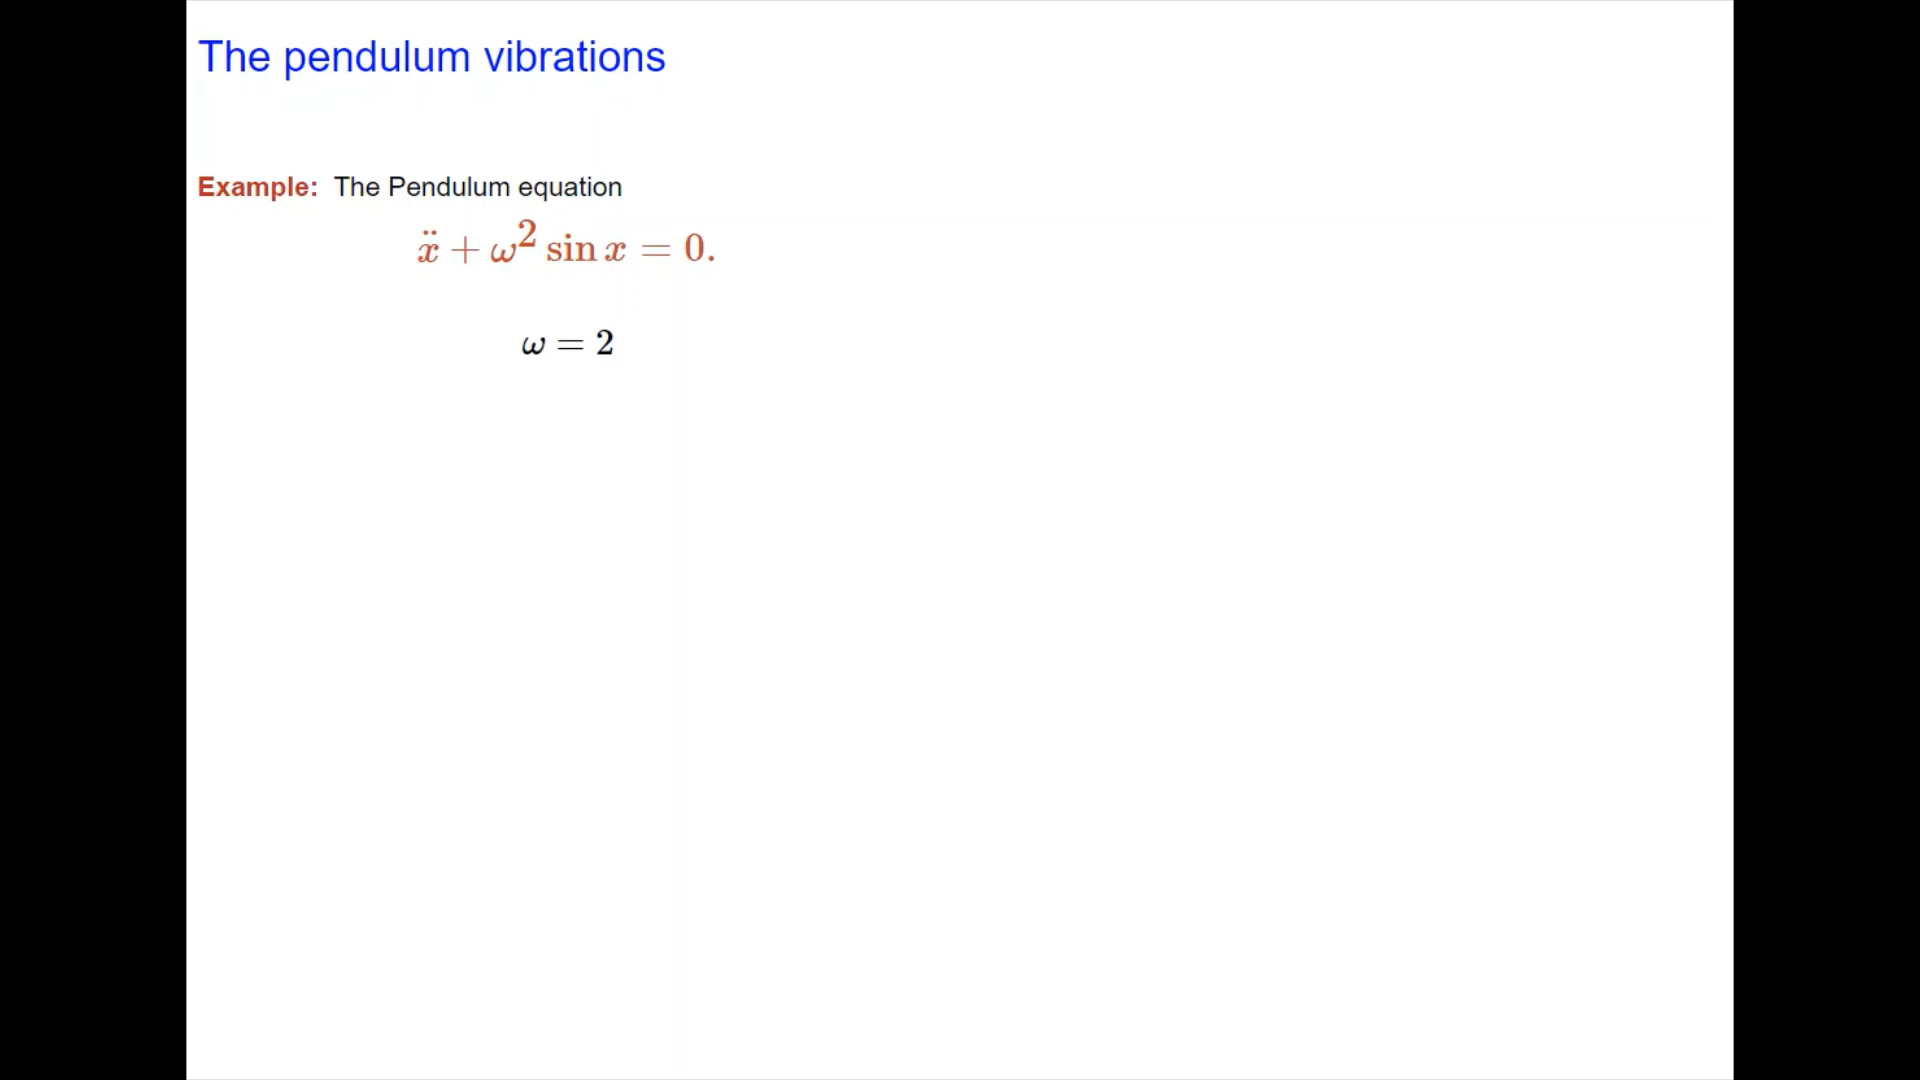 The pendulum vibrations
Example: The Pendulum equation
ẍ + ω² sin x = 0.
ω = 2